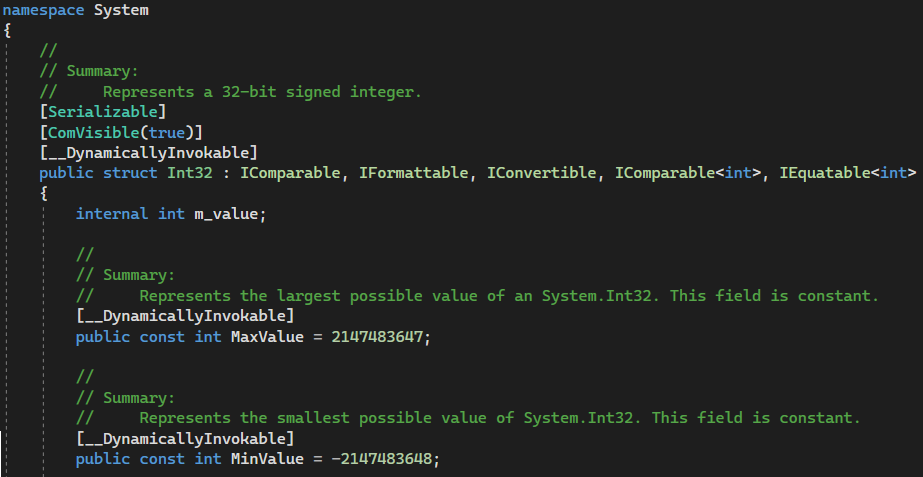 namespace System
{
//
// Summary:
//     Represents a 32-bit signed integer.
[Serializable]
[ComVisible(true)]
[__DynamicallyInvokable]
public struct Int32 : IComparable, IFormattable, IConvertible, IComparable<int>, IEquatable<int>
{
internal int m_value;
//
// Summary:
//     Represents the largest possible value of an System.Int32. This field is constant.
[__DynamicallyInvokable]
public const int MaxValue = 2147483647;
//
// Summary:
//     Represents the smallest possible value of System.Int32. This field is constant.
[__DynamicallyInvokable]
public const int MinValue = -2147483648;